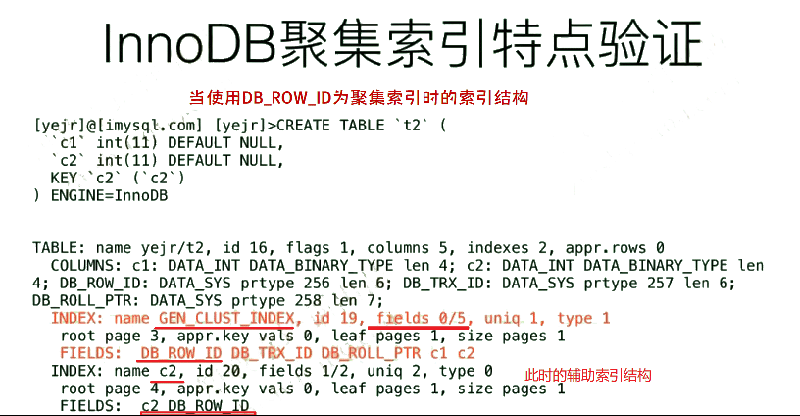 InnoDB聚集索引特点验证
当使用DB_ROW_ID为聚集索引时的索引结构
[yejr]@[imysql.com] [yejr]>CREATE TABLE `t2` (
`c1` int(11) DEFAULT NULL,
`c2` int(11) DEFAULT NULL,
KEY `c2` (`c2`)
) ENGINE=InnoDB
TABLE: name yejr/t2, id 16, flags 1, columns 5, indexes 2, appr.rows 0
COLUMNS: c1: DATA_INT DATA_BINARY_TYPE len 4; c2: DATA_INT DATA_BINARY_TYPE len
4; DB_ROW_ID: DATA_SYS prtype 256 len 6; DB_TRX_ID: DATA_SYS prtype 257 len 6;
DB_ROLL_PTR: DATA_SYS prtype 258 len 7;
INDEX: name GEN_CLUST_INDEX, id 19, fields 0/5, uniq 1, type 1
root page 3, appr.key vals 0, leaf pages 1, size pages 1
FIELDS: DB_ROW_ID DB_TRX_ID DB_ROLL_PTR c1 c2
INDEX: name c2, id 20, fields 1/2, uniq 2, type 0
此时的辅助索引结构
root page 4, appr.key vals 0, leaf pages 1, size pages 1
FIELDS: c2 DB_ROW_ID